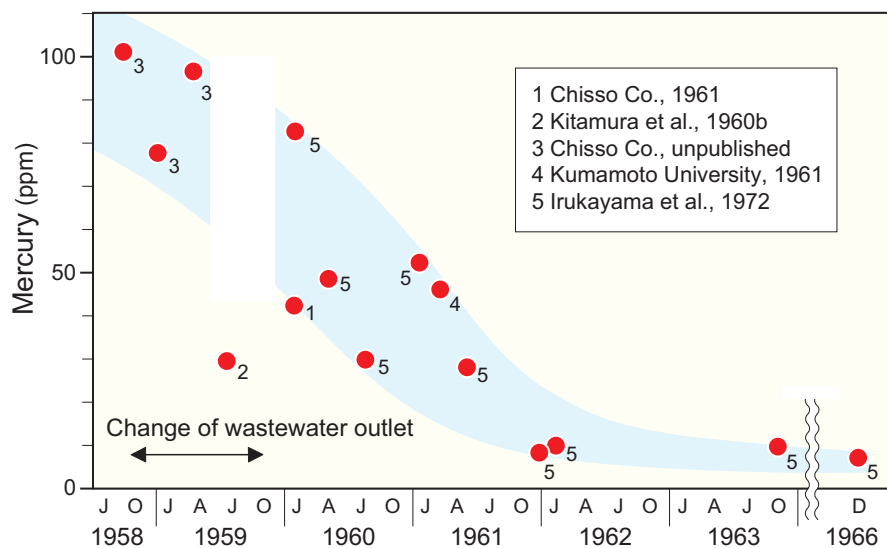 Mercury (ppm)
100
50
0
3
3
3
5
5
1
5
2
5
4
5
5
5
5
5
1 Chisso Co., 1961
2 Kitamura et al., 1960b
3 Chisso Co., unpublished
4 Kumamoto University, 1961
5 Irukayama et al., 1972
Change of wastewater outlet
J O J A J O J A J O J A J O J A J O J A J O D
1958 1959 1960 1961 1962 1963 1966